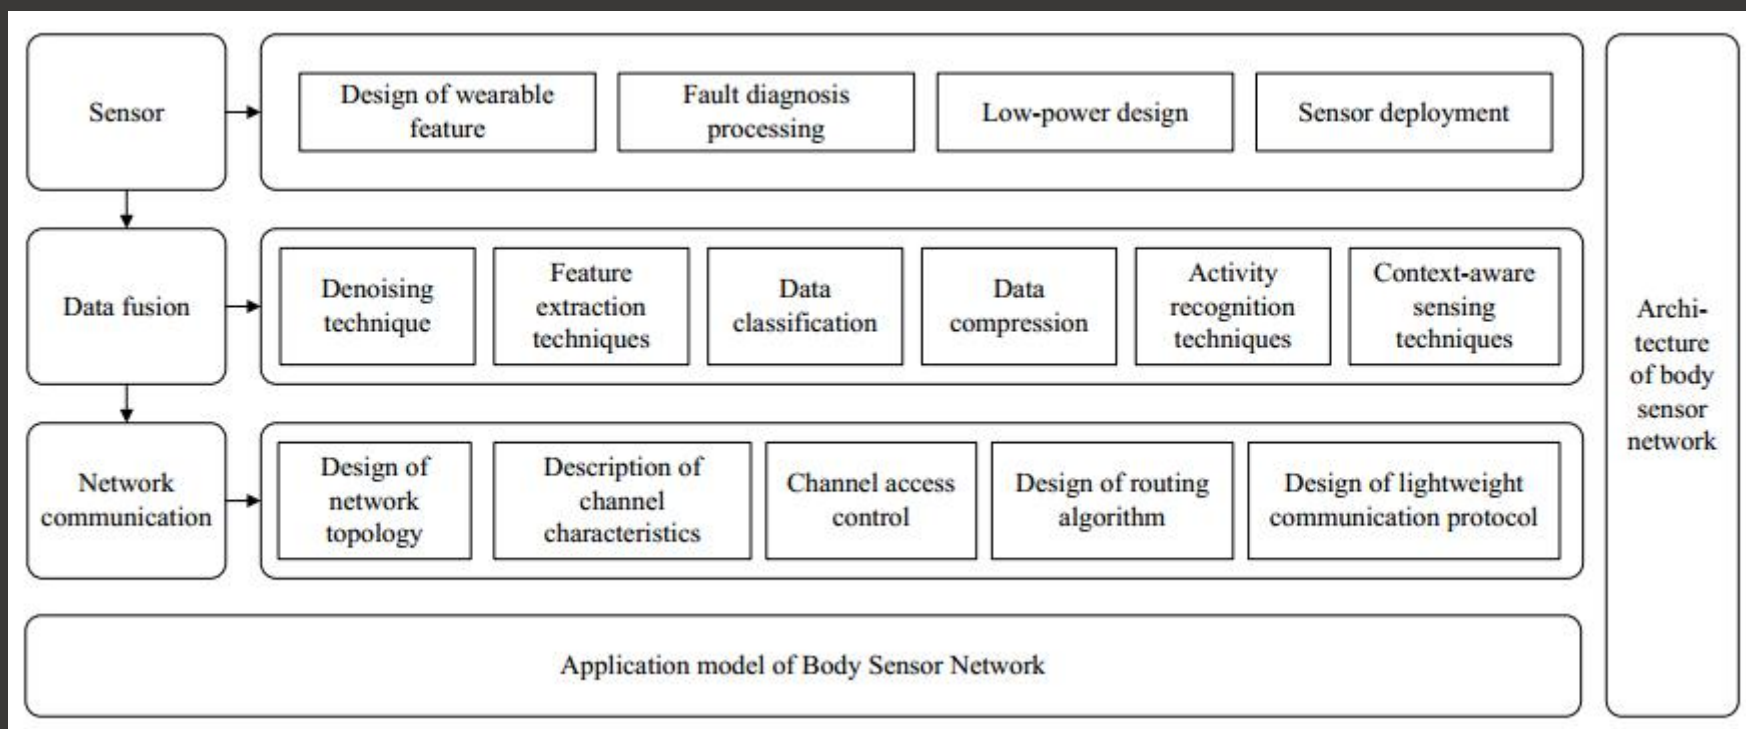 Sensor
Design of wearable
feature
Fault diagnosis
processing
Low-power design
Sensor deployment
Data fusion
Denoising
technique
Feature
extraction
techniques
Data
classification
Data
compression
Activity
recognition
techniques
Context-aware
sensing
techniques
Network
communication
Design of
network
topology
Description of
channel
characteristics
Channel access
control
Design of routing
algorithm
Design of lightweight
communication protocol
Application model of Body Sensor Network
Archi-
tecture
of body
sensor
network